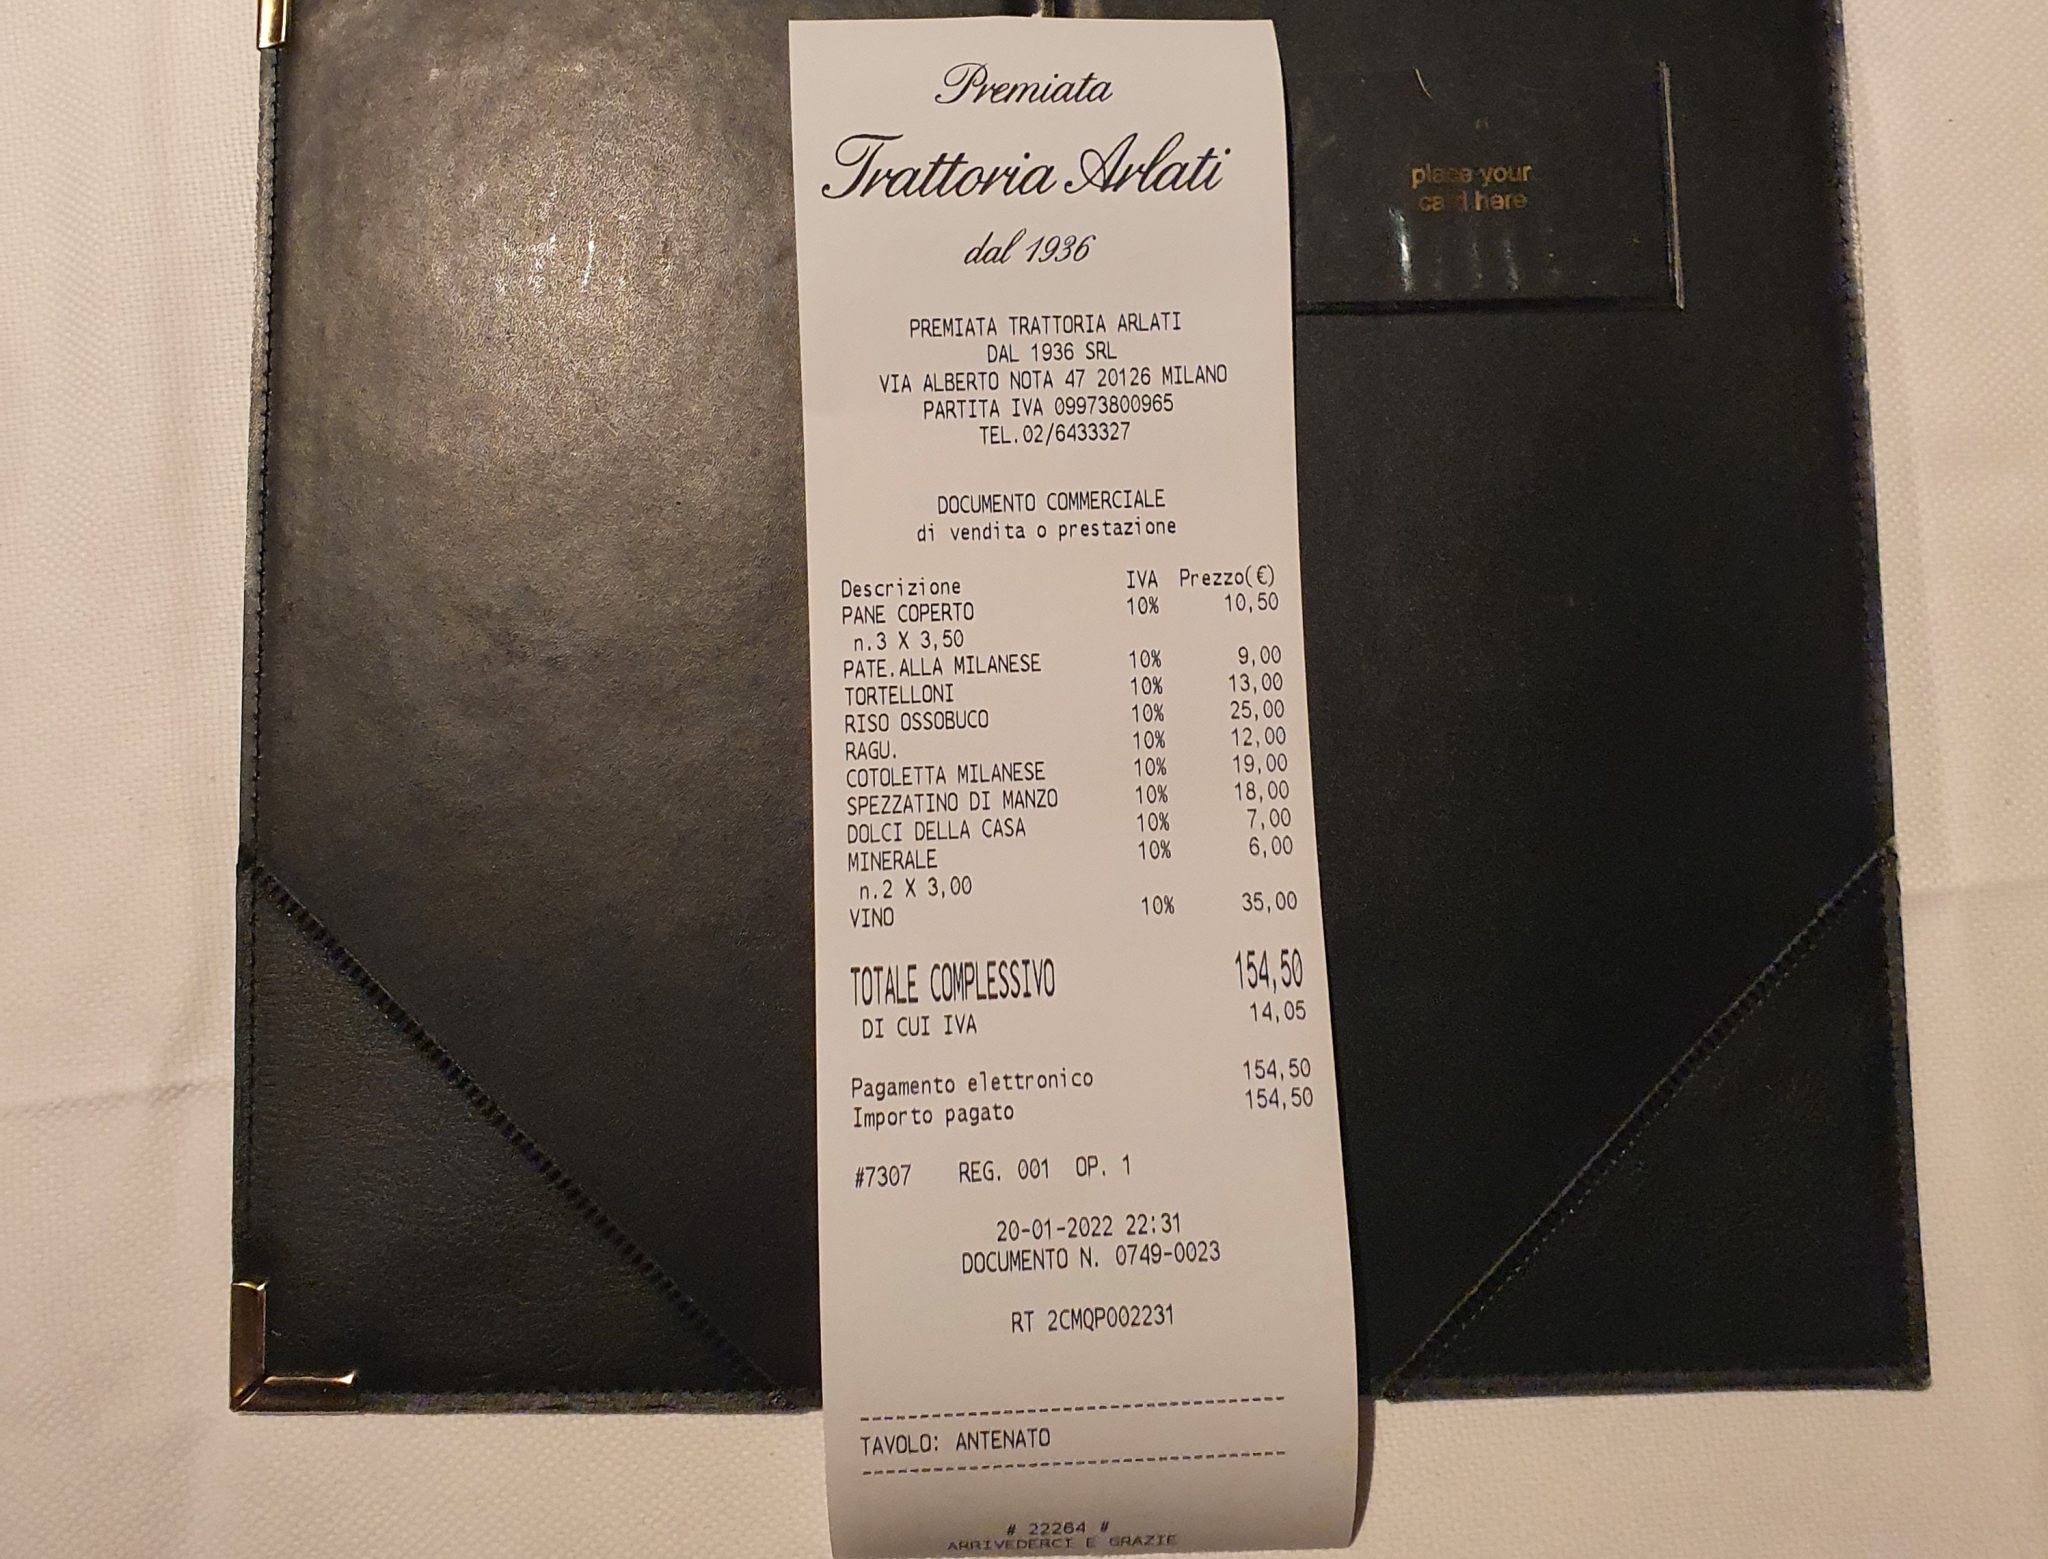 Premiata
Trattoria Arlati
dal 1936
PREMIATA TRATTORIA ARLATI
DAL 1936 SRL
VIA ALBERTO NOTA 47 20126 MILANO
PARTITA IVA 09973800965
TEL.02/6433327
DOCUMENTO COMMERCIALE
di vendita o prestazione
Descrizione IVA Prezzo(€)
PANE COPERTO 10% 10,50
n.3 X 3,50
PATE.ALLA MILANESE 10% 9,00
TORTELLONI 10% 13,00
RISO OSSOBUCO 10% 25,00
RAGU. 10% 12,00
COTOLETTA MILANESE 10% 19,00
SPEZZATINO DI MANZO 10% 18,00
DOLCI DELLA CASA 10% 7,00
MINERALE 10% 6,00
n.2 X 3,00
VINO 10% 35,00
TOTALE COMPLESSIVO 154,50
DI CUI IVA 14,05
Pagamento elettronico 154,50
Importo pagato 154,50
#7307 REG. 001 OP. 1
20-01-2022 22:31
DOCUMENTO N. 0749-0023
RT 2CMQP002231
TAVOLO: ANTENATO
# 22264 #
ARRIVEDERCI E GRAZIE
place your
card here